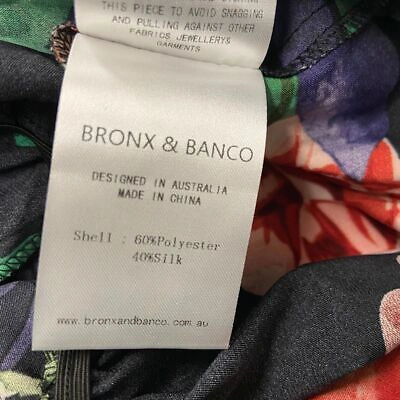 THIS PIECE TO AVOID SNAGGING
AND PULLING AGAINST OTHER
FABRICS JEWELLERY&
GARMENTS
BRONX & BANCO
DESIGNED IN AUSTRALIA
MADE IN CHINA
Shell : 60%Polyester
40%Silk
www.bronxandbanco.com.au